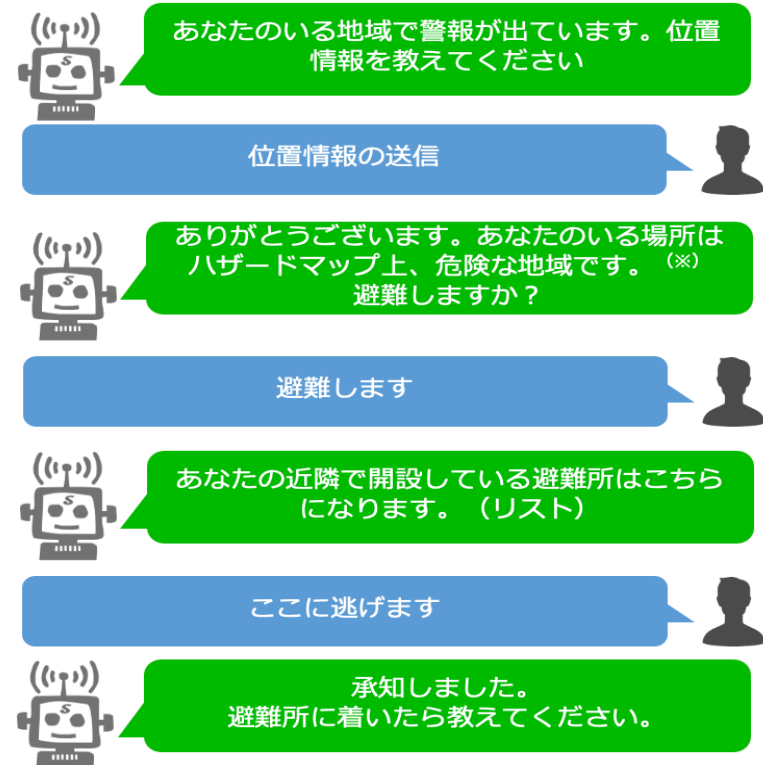 あなたのいる地域で警報が出ています。位置
情報を教えてください
S
位置情報の送信
ありがとうございます。あなたのいる場所は
ハザードマップ上、危険な地域です。（※）
避難しますか？
S
避難します
あなたの近隣で開設している避難所はこちら
になります。（リスト）
S
ここに逃げます
承知しました。
避難所に着いたら教えてください。
S